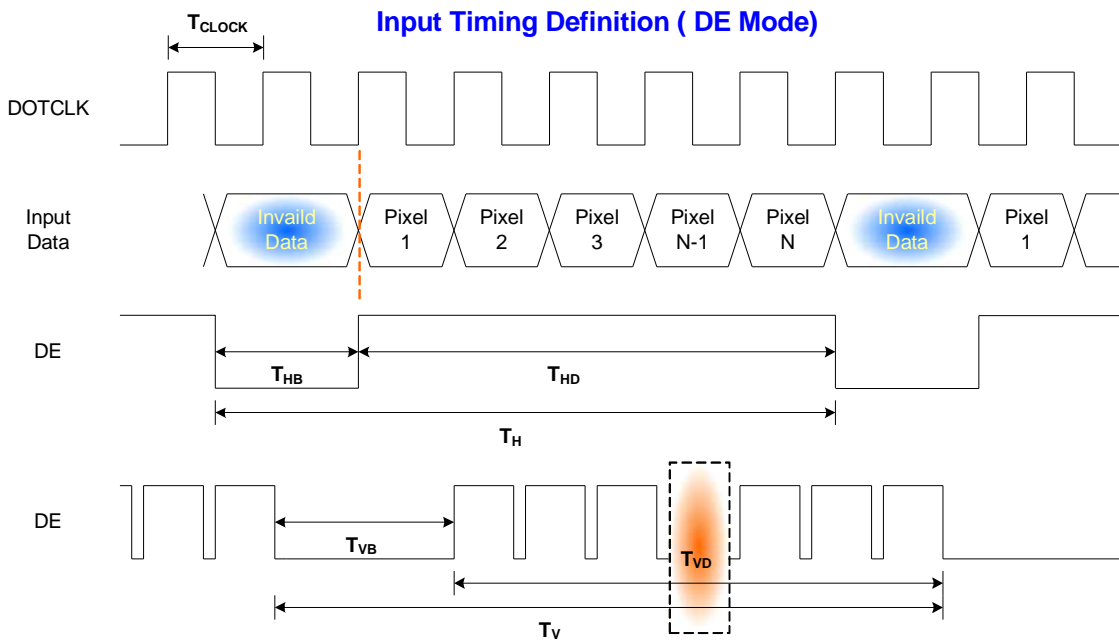 Input Timing Definition ( DE Mode)
TCLOCK
DOTCLK
Input
Data
Invaild
Data
Pixel
1
Pixel
2
Pixel
3
Pixel
N-1
Pixel
N
Invaild
Data
Pixel
1
DE
THB
THD
TH
DE
TVB
TVD
TV